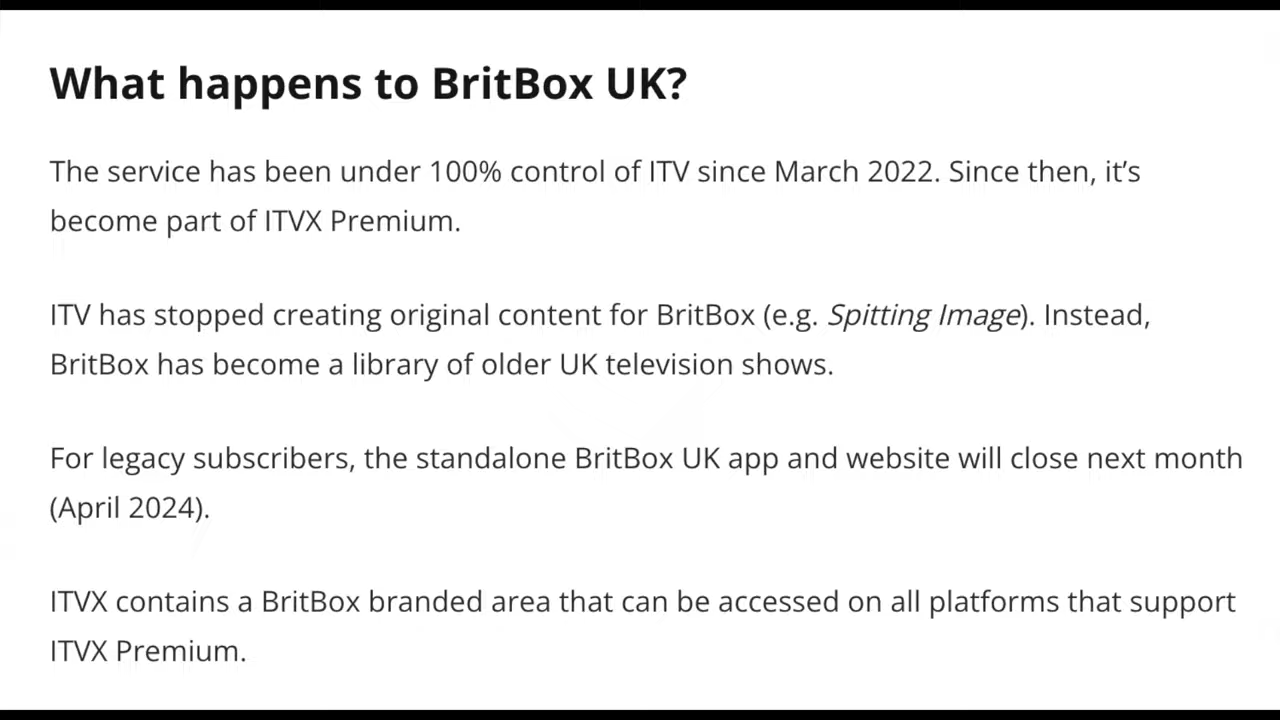 What happens to BritBox UK?
The service has been under 100% control of ITV since March 2022. Since then, it’s
become part of ITVX Premium.
ITV has stopped creating original content for BritBox (e.g. Spitting Image). Instead,
BritBox has become a library of older UK television shows.
For legacy subscribers, the standalone BritBox UK app and website will close next month
(April 2024).
ITVX contains a BritBox branded area that can be accessed on all platforms that support
ITVX Premium.